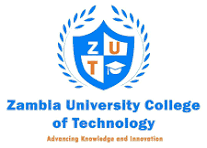 Z U
T
Zambia University College
of Technology
Advancing Knowledge and Innovation